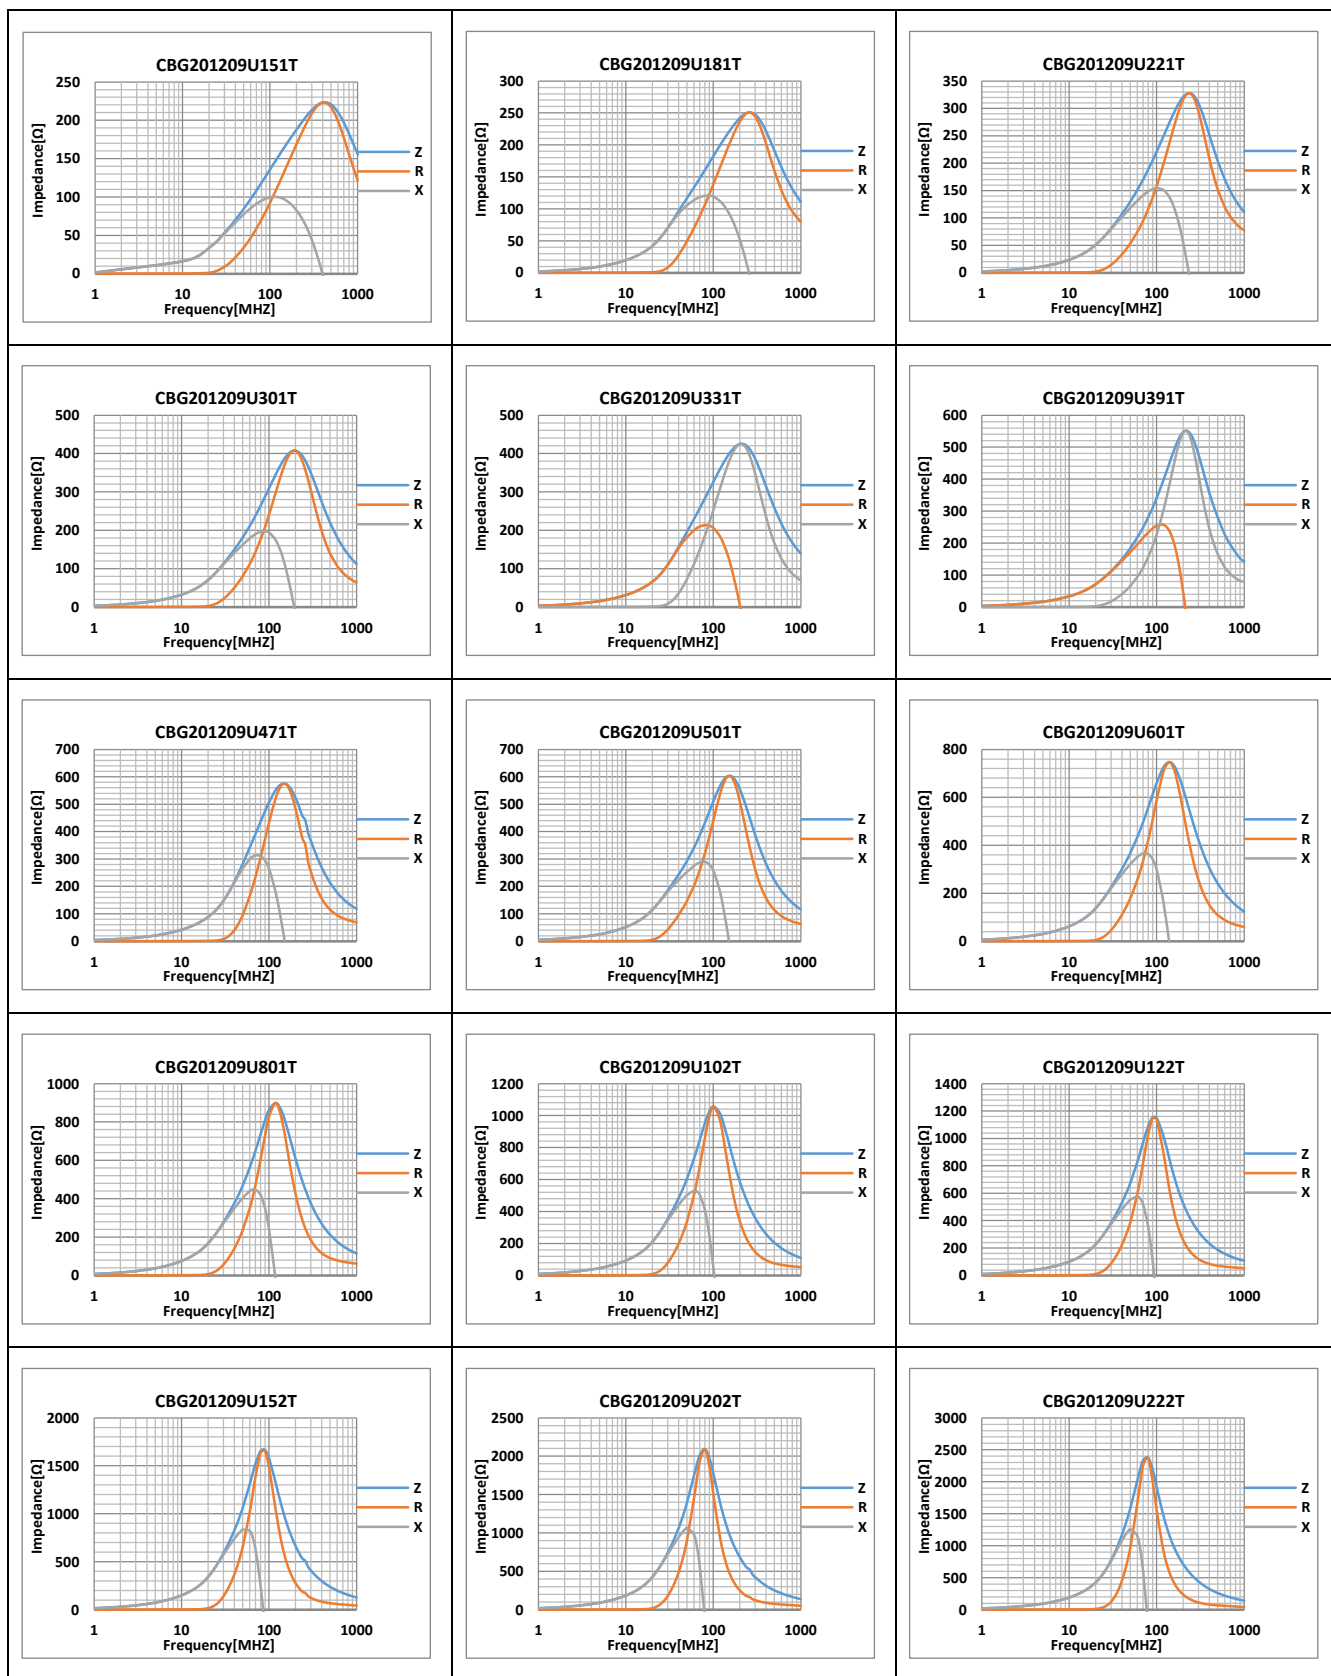 CBG201209U151T
Impedance[Ω]
250
200
150
100
50
0
1 10 100 1000
Frequency[MHZ]
Z
R
X
CBG201209U181T
Impedance[Ω]
300
250
200
150
100
50
0
1 10 100 1000
Frequency[MHZ]
Z
R
X
CBG201209U221T
Impedance[Ω]
350
300
250
200
150
100
50
0
1 10 100 1000
Frequency[MHZ]
Z
R
X
CBG201209U301T
Impedance[Ω]
500
400
300
200
100
0
1 10 100 1000
Frequency[MHZ]
Z
R
X
CBG201209U331T
Impedance[Ω]
500
400
300
200
100
0
1 10 100 1000
Frequency[MHZ]
Z
R
X
CBG201209U391T
Impedance[Ω]
600
500
400
300
200
100
0
1 10 100 1000
Frequency[MHZ]
Z
R
X
CBG201209U471T
Impedance[Ω]
700
600
500
400
300
200
100
0
1 10 100 1000
Frequency[MHZ]
Z
R
X
CBG201209U501T
Impedance[Ω]
700
600
500
400
300
200
100
0
1 10 100 1000
Frequency[MHZ]
Z
R
X
CBG201209U601T
Impedance[Ω]
800
600
400
200
0
1 10 100 1000
Frequency[MHZ]
Z
R
X
CBG201209U801T
Impedance[Ω]
1000
800
600
400
200
0
1 10 100 1000
Frequency[MHZ]
Z
R
X
CBG201209U102T
Impedance[Ω]
1200
1000
800
600
400
200
0
1 10 100 1000
Frequency[MHZ]
Z
R
X
CBG201209U122T
Impedance[Ω]
1400
1200
1000
800
600
400
200
0
1 10 100 1000
Frequency[MHZ]
Z
R
X
CBG201209U152T
Impedance[Ω]
2000
1500
1000
500
0
1 10 100 1000
Frequency[MHZ]
Z
R
X
CBG201209U202T
Impedance[Ω]
2500
2000
1500
1000
500
0
1 10 100 1000
Frequency[MHZ]
Z
R
X
CBG201209U222T
Impedance[Ω]
3000
2500
2000
1500
1000
500
0
1 10 100 1000
Frequency[MHZ]
Z
R
X